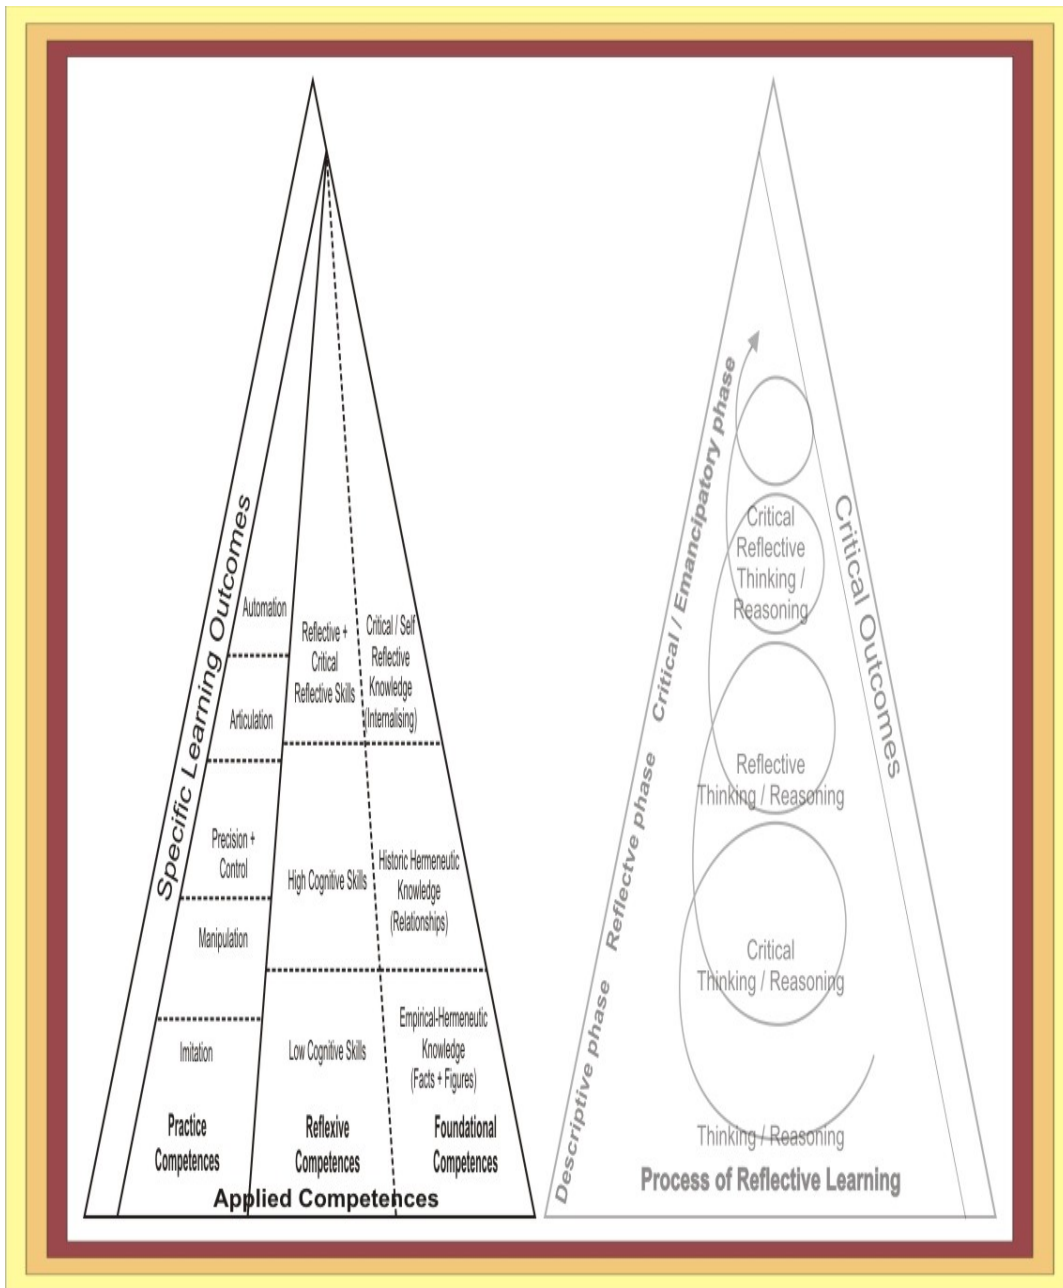 Specific Learning Outcomes
Automation
Articulation
Precision +
Control
Manipulation
Imitation
Practice
Competences
Reflective +
Critical
Reflective Skills
High Cognitive Skills
Low Cognitive Skills
Reflexive
Competences
Critical / Self
Reflective
Knowledge
(Internalising)
Historic Hermeneutic
Knowledge
(Relationships)
Empirical-Hermeneutic
Knowledge
(Facts + Figures)
Foundational
Competences
Applied Competences
Descriptive phase Reflectve phase Critical / Emancipatory phase
Critical
Reflective
Thinking /
Reasoning
Reflective
Thinking / Reasoning
Critical
Thinking / Reasoning
Thinking / Reasoning
Process of Reflective Learning
Critical Outcomes